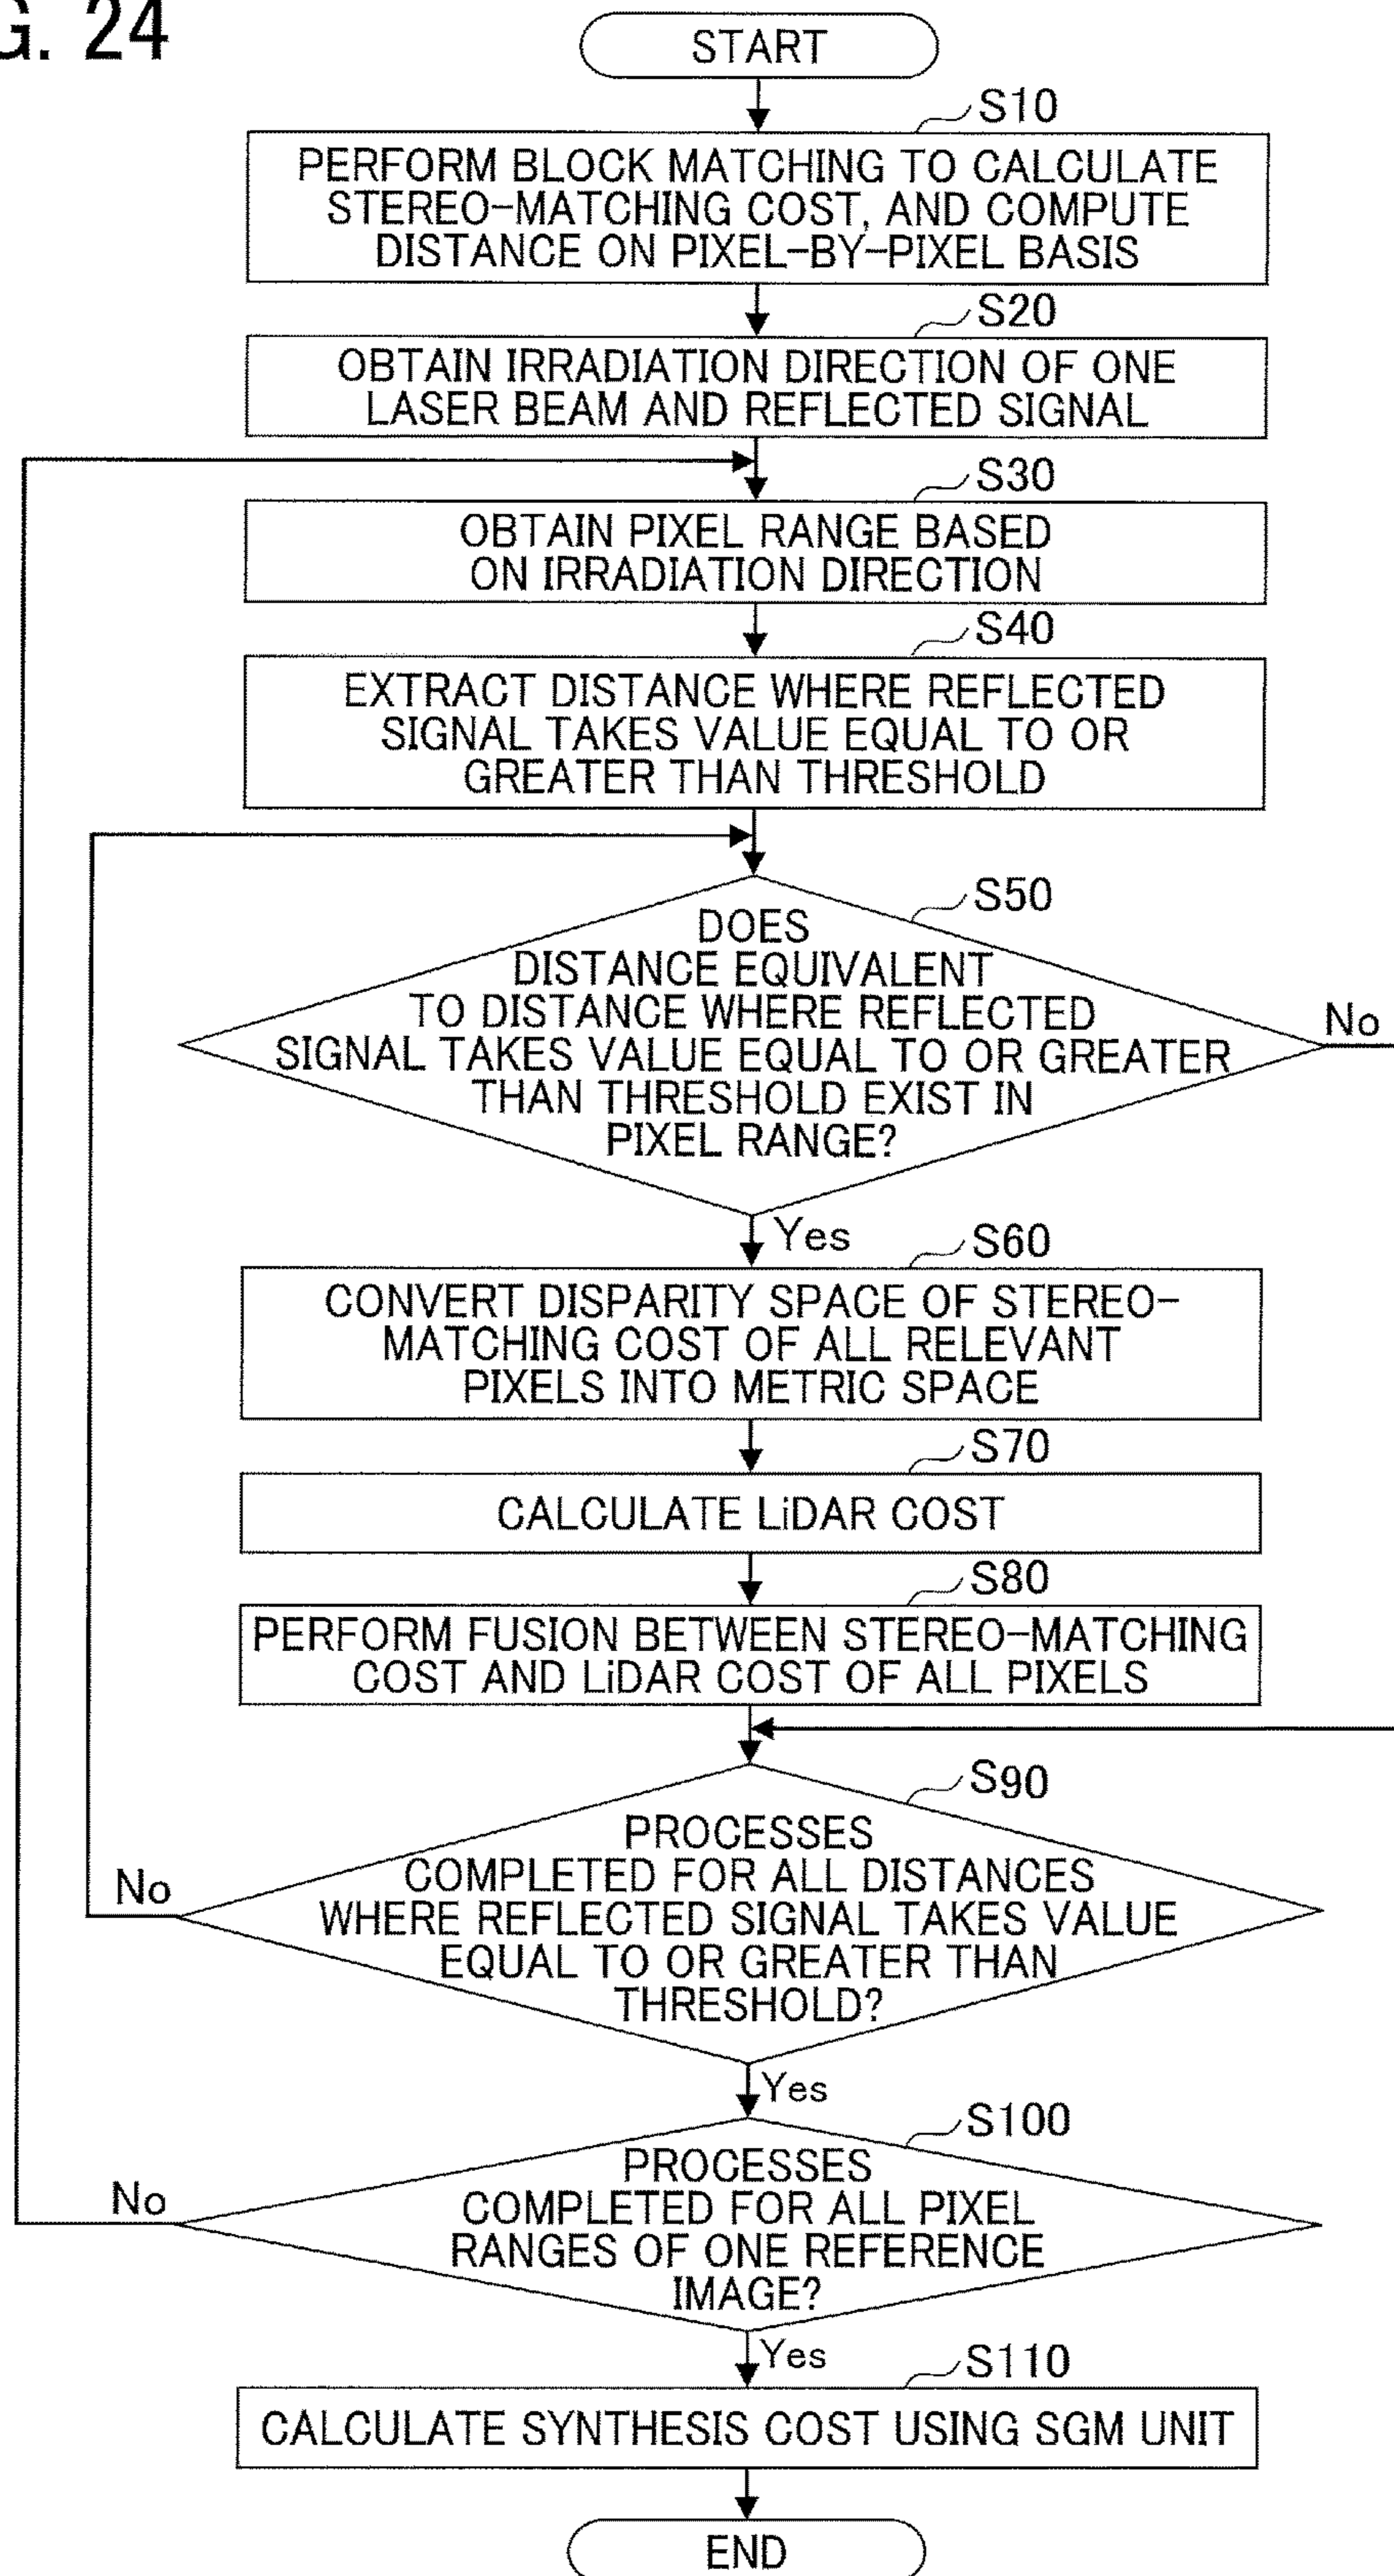 G. 24
START
S10
PERFORM BLOCK MATCHING TO CALCULATE
STEREO-MATCHING COST, AND COMPUTE
DISTANCE ON PIXEL-BY-PIXEL BASIS
S20
OBTAIN IRRADIATION DIRECTION OF ONE
LASER BEAM AND REFLECTED SIGNAL
S30
OBTAIN PIXEL RANGE BASED
ON IRRADIATION DIRECTION
S40
EXTRACT DISTANCE WHERE REFLECTED
SIGNAL TAKES VALUE EQUAL TO OR
GREATER THAN THRESHOLD
S50
DOES
DISTANCE EQUIVALENT
TO DISTANCE WHERE REFLECTED
SIGNAL TAKES VALUE EQUAL TO OR GREATER
THAN THRESHOLD EXIST IN
PIXEL RANGE?
No
Yes
S60
CONVERT DISPARITY SPACE OF STEREO-
MATCHING COST OF ALL RELEVANT
PIXELS INTO METRIC SPACE
S70
CALCULATE LiDAR COST
S80
PERFORM FUSION BETWEEN STEREO-MATCHING
COST AND LiDAR COST OF ALL PIXELS
S90
PROCESSES
COMPLETED FOR ALL DISTANCES
WHERE REFLECTED SIGNAL TAKES VALUE
EQUAL TO OR GREATER THAN
THRESHOLD?
No
Yes
S100
PROCESSES
COMPLETED FOR ALL PIXEL
RANGES OF ONE REFERENCE
IMAGE?
No
Yes
S110
CALCULATE SYNTHESIS COST USING SGM UNIT
END